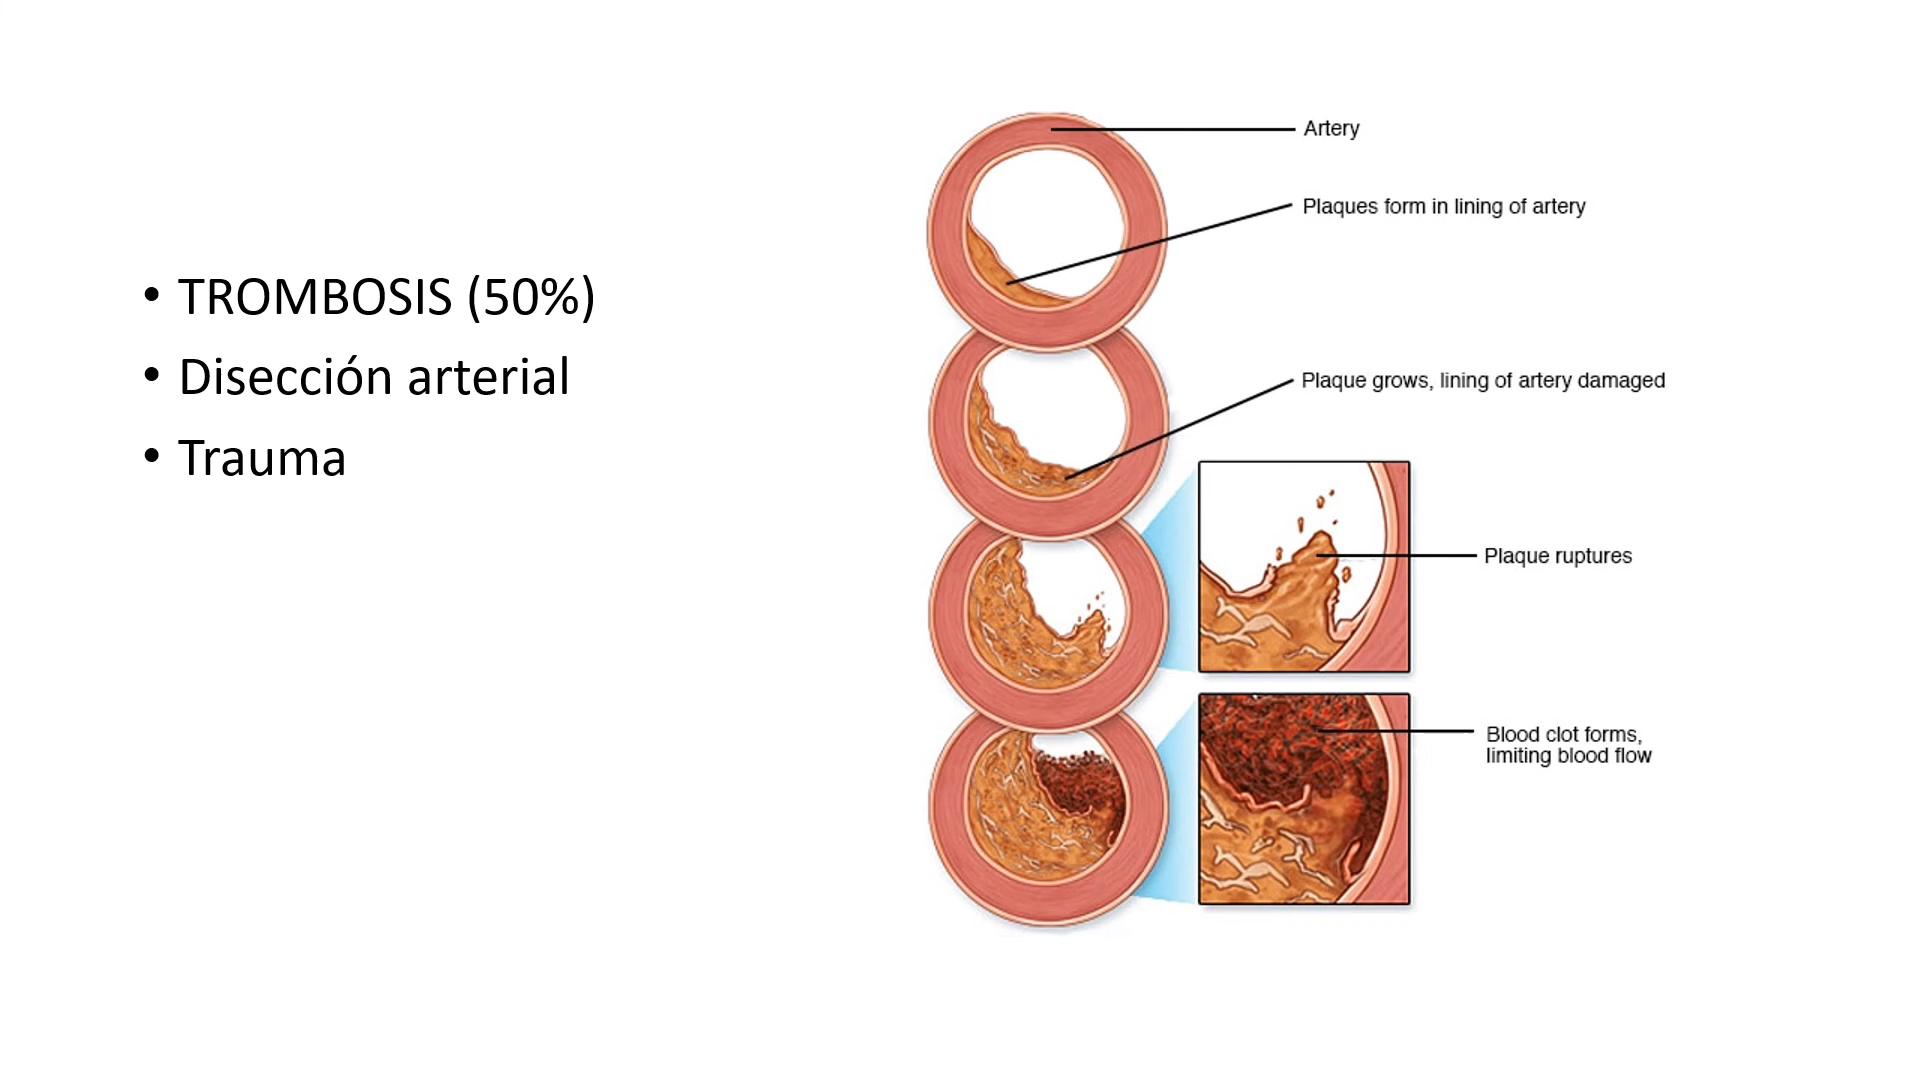 • TROMBOSIS (50%)
• Disección arterial
• Trauma
Artery
Plaques form in lining of artery
Plaque grows, lining of artery damaged
Plaque ruptures
Blood clot forms,
limiting blood flow